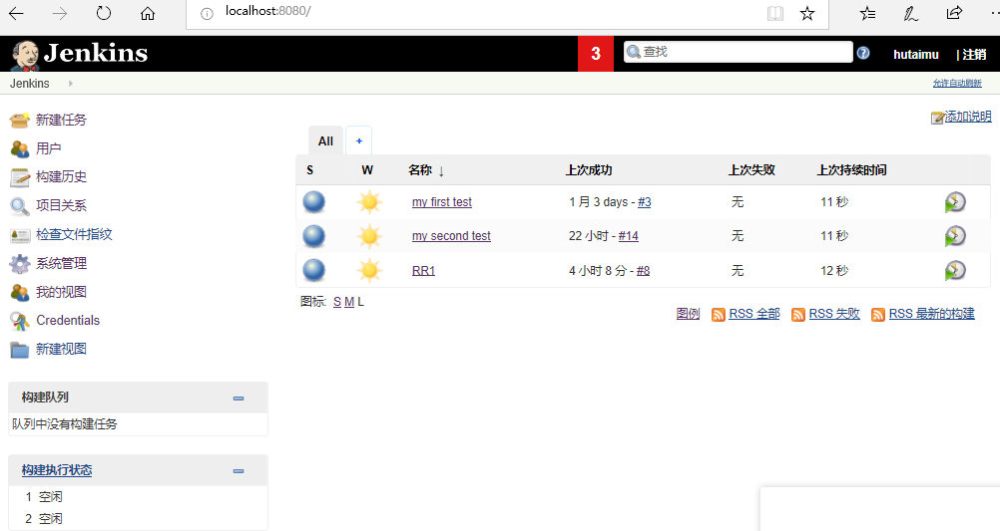 localhost:8080/
Jenkins 3 查找 hutaimu | 注销
Jenkins 允许自动刷新
添加说明
新建任务
用户
构建历史
项目关系
检查文件指纹
系统管理
我的视图
Credentials
新建视图
All +
S W 名称 ↓ 上次成功 上次失败 上次持续时间
my first test 1 月 3 days - #3 无 11 秒
my second test 22 小时 - #14 无 11 秒
RR1 4 小时 8 分 - #8 无 12 秒
图标: S M L
图例 RSS 全部 RSS 失败 RSS 最新的构建
构建队列
队列中没有构建任务
构建执行状态
1 空闲
2 空闲